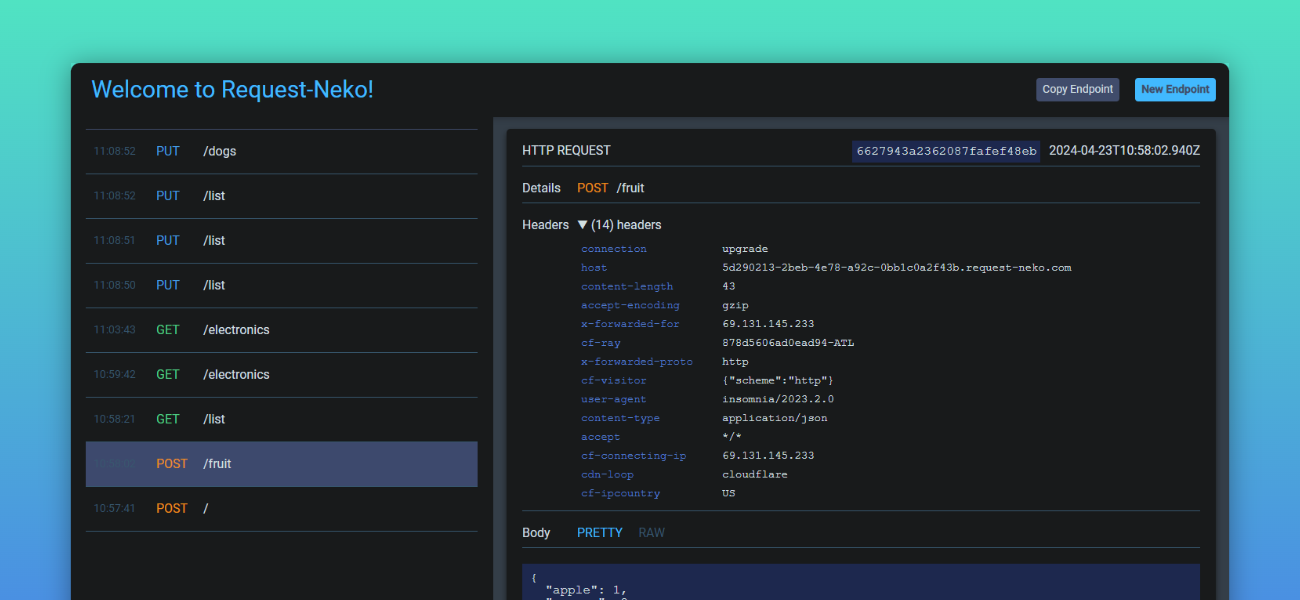 Welcome to Request-Neko!
Copy Endpoint
New Endpoint
11:08:52 PUT /dogs
11:08:52 PUT /list
11:08:51 PUT /list
11:08:50 PUT /list
11:03:43 GET /electronics
10:59:42 GET /electronics
10:58:21 GET /list
POST /fruit
10:57:41 POST /
HTTP REQUEST 6627943a2362087fafef48eb 2024-04-23T10:58:02.940Z
Details POST /fruit
Headers ▼ (14) headers
connection upgrade
host 5d290213-2beb-4e78-a92c-0bb1c0a2f43b.request-neko.com
content-length 43
accept-encoding gzip
x-forwarded-for 69.131.145.233
cf-ray 878d5606ad0ead94-ATL
x-forwarded-proto http
cf-visitor {"scheme":"http"}
user-agent insomnia/2023.2.0
content-type application/json
accept */*
cf-connecting-ip 69.131.145.233
cdn-loop cloudflare
cf-ipcountry US
Body PRETTY RAW
{
"apple": 1,